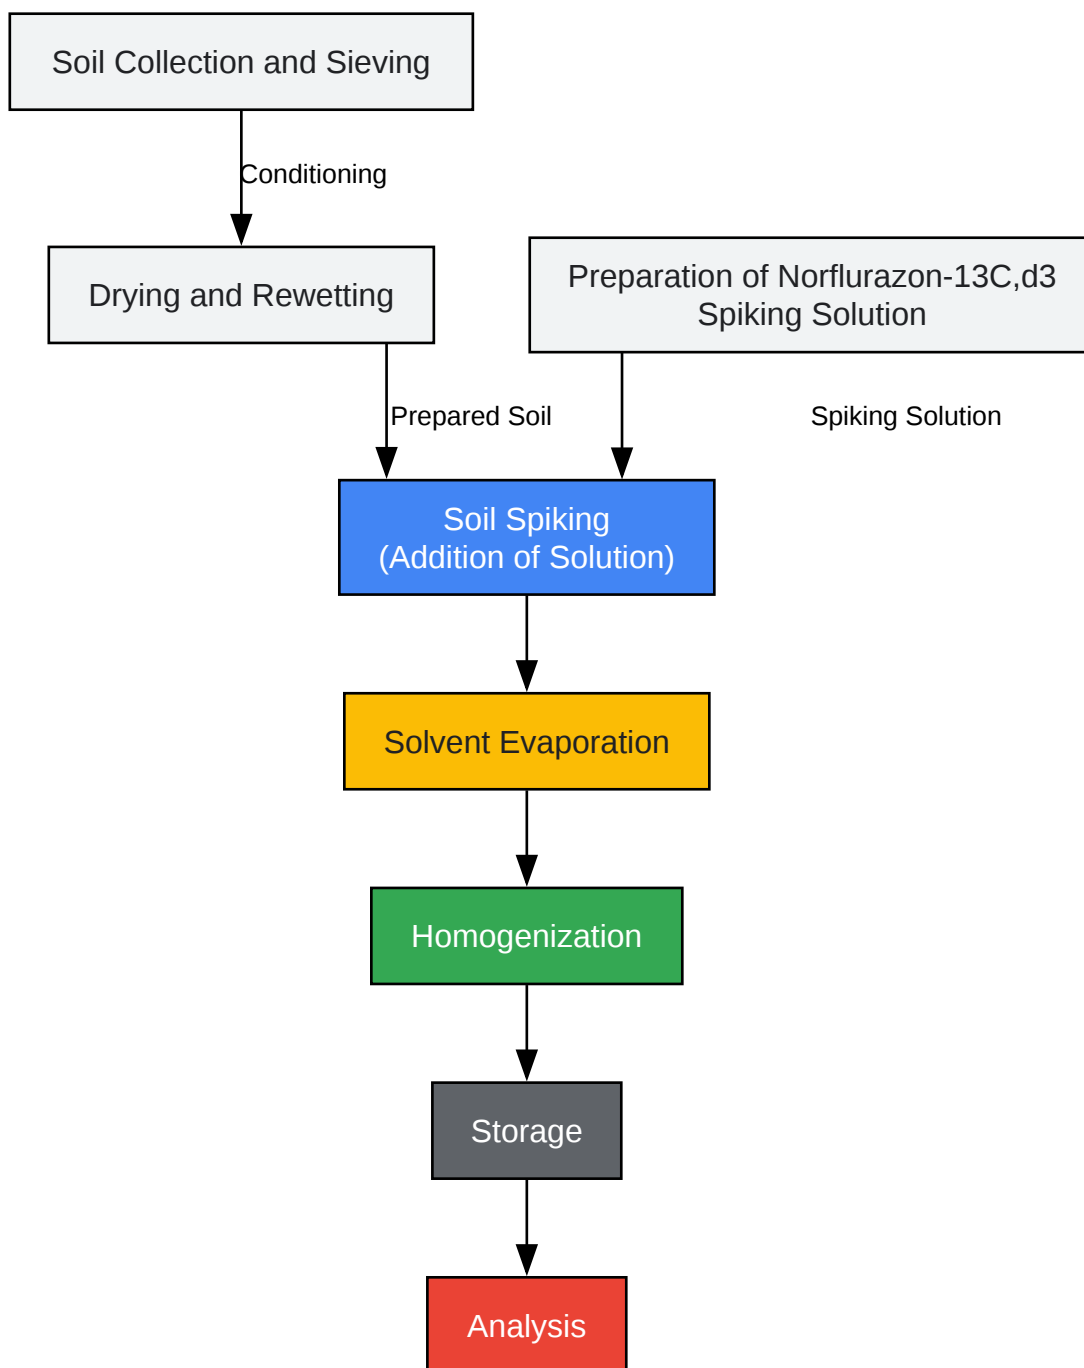 Soil Collection and Sieving
Conditioning
Drying and Rewetting
Preparation of Norflurazon-13C,d3
Spiking Solution
Prepared Soil
Spiking Solution
Soil Spiking
(Addition of Solution)
Solvent Evaporation
Homogenization
Storage
Analysis